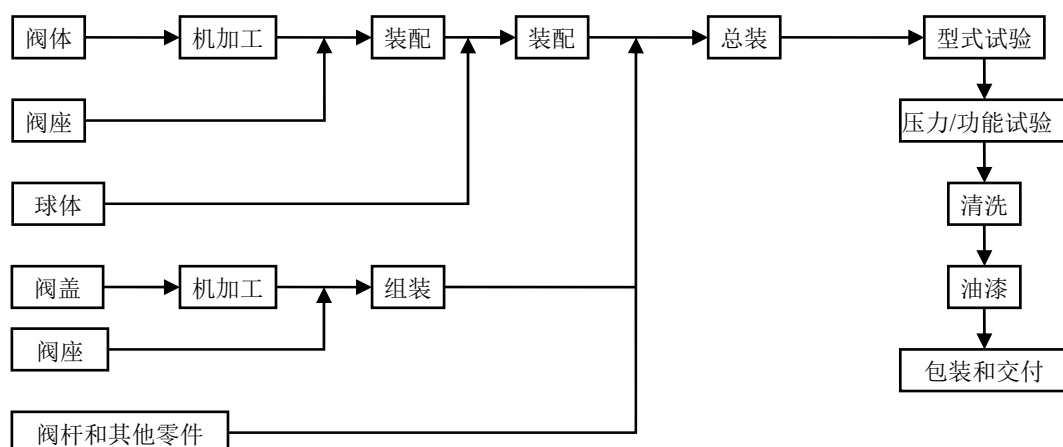 阀体
机加工
装配
装配
总装
型式试验
阀座
压力/功能试验
球体
清洗
阀盖
机加工
组装
油漆
阀座
包装和交付
阀杆和其他零件